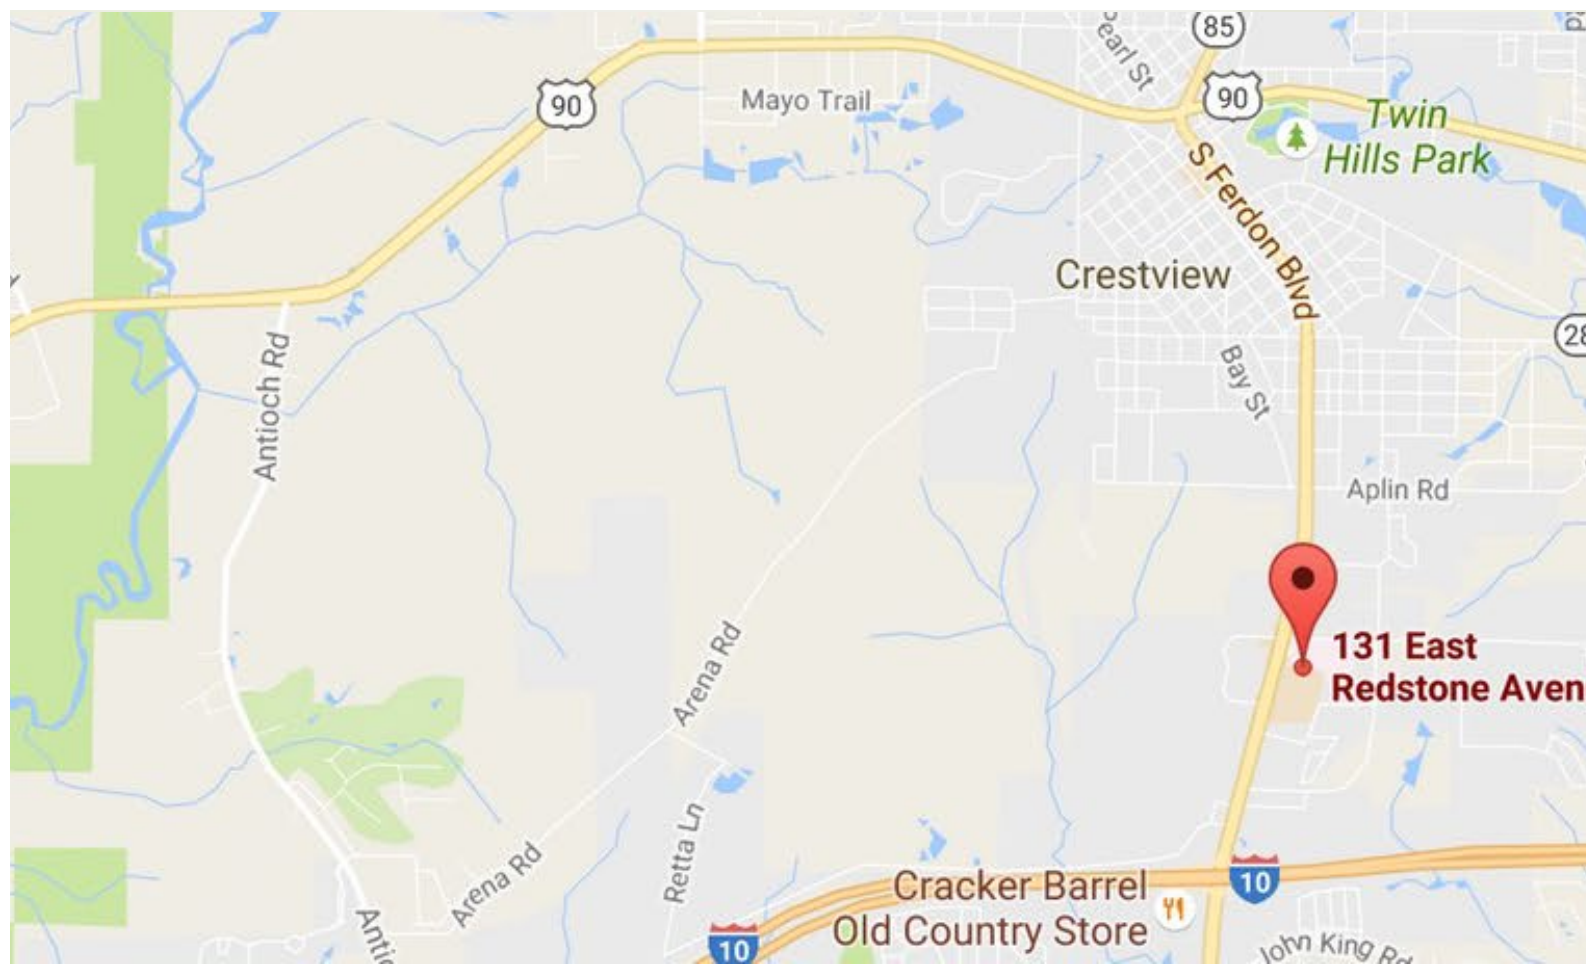 85
Pearl St
90
90
Mayo Trail
Twin
Hills Park
S Ferdon Blvd
Crestview
28
Antioch Rd
Bay St
Aplin Rd
131 East
Redstone Aven
Arena Rd
Retta Ln
Arena Rd
10
Cracker Barrel
Old Country Store
Antio
10
John King Rd